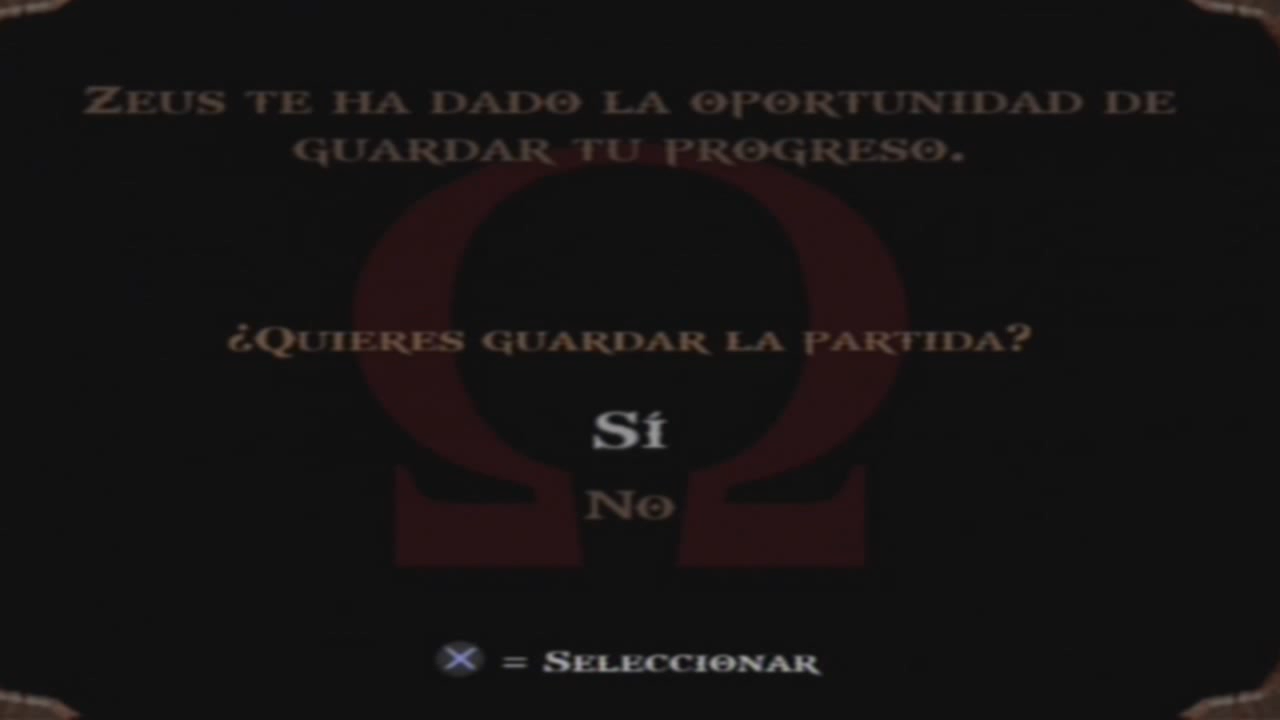 Zeus te ha dado la oportunidad de
guardar tu progreso.
¿Quieres guardar la partida?
Sí
No
= Seleccionar